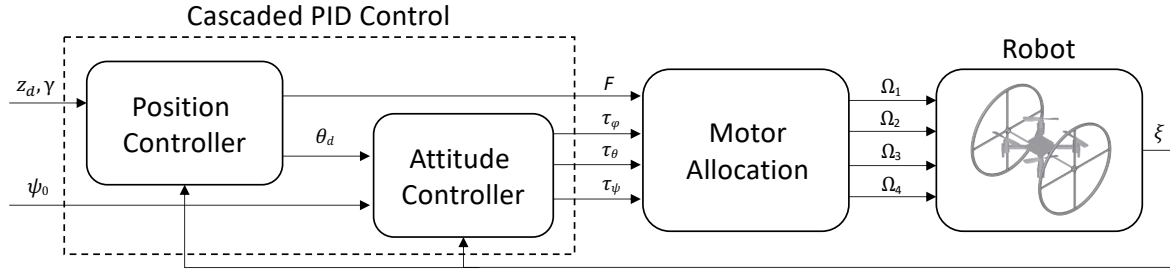 Cascaded PID Control
Robot
z_d, γ
Position
Controller
F
θ_d
ψ_0
Attitude
Controller
τ_φ
τ_θ
τ_ψ
Motor
Allocation
Ω_1
Ω_2
Ω_3
Ω_4
ξ